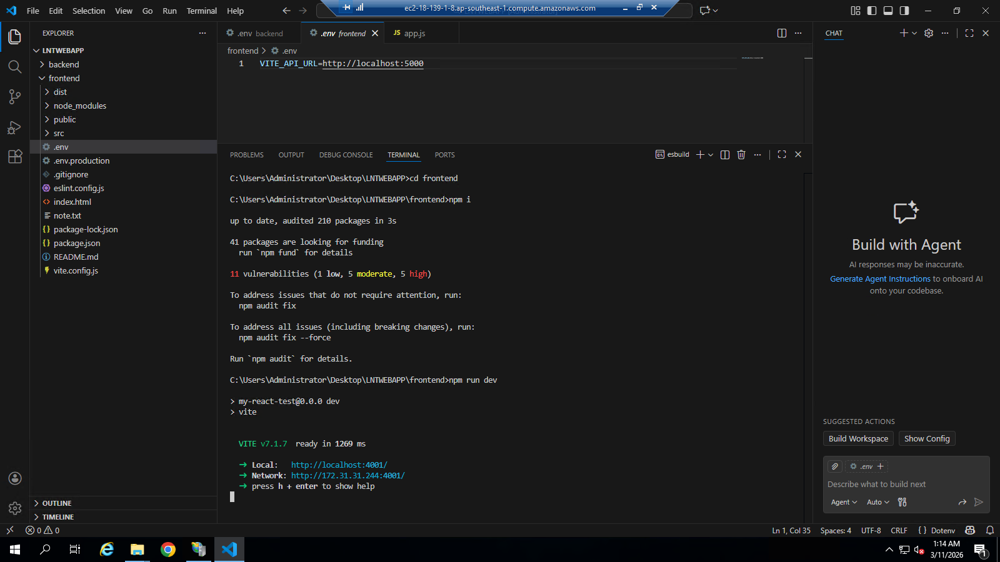 File Edit Selection View Go Run Terminal Help
ec2-18-139-1-8.ap-southeast-1.compute.amazonaws.com
EXPLORER
LNTWEBAPP
backend
frontend
dist
node_modules
public
src
.env
.env.production
.gitignore
eslint.config.js
index.html
note.txt
package-lock.json
package.json
README.md
vite.config.js
OUTLINE
TIMELINE
.env backend
.env frontend
JS app.js
frontend > .env
1 VITE_API_URL=http://localhost:5000
PROBLEMS OUTPUT DEBUG CONSOLE TERMINAL PORTS
esbuild
C:\Users\Administrator\Desktop\LNTWEBAPP>cd frontend
C:\Users\Administrator\Desktop\LNTWEBAPP\frontend>npm i
up to date, audited 210 packages in 3s
41 packages are looking for funding
run `npm fund` for details
11 vulnerabilities (1 low, 5 moderate, 5 high)
To address issues that do not require attention, run:
npm audit fix
To address all issues (including breaking changes), run:
npm audit fix --force
Run `npm audit` for details.
C:\Users\Administrator\Desktop\LNTWEBAPP\frontend>npm run dev
> my-react-test@0.0.0 dev
> vite
VITE v7.1.7 ready in 1269 ms
➜ Local: http://localhost:4001/
➜ Network: http://172.31.31.244:4001/
➜ press h + enter to show help
CHAT
Build with Agent
AI responses may be inaccurate.
Generate Agent Instructions to onboard AI
onto your codebase.
SUGGESTED ACTIONS
Build Workspace
Show Config
.env
Describe what to build next
Agent
Auto
0 0
Ln 1, Col 35
Spaces: 4
UTF-8
CRLF
{ } Dotenv
1:14 AM
3/11/2026
1